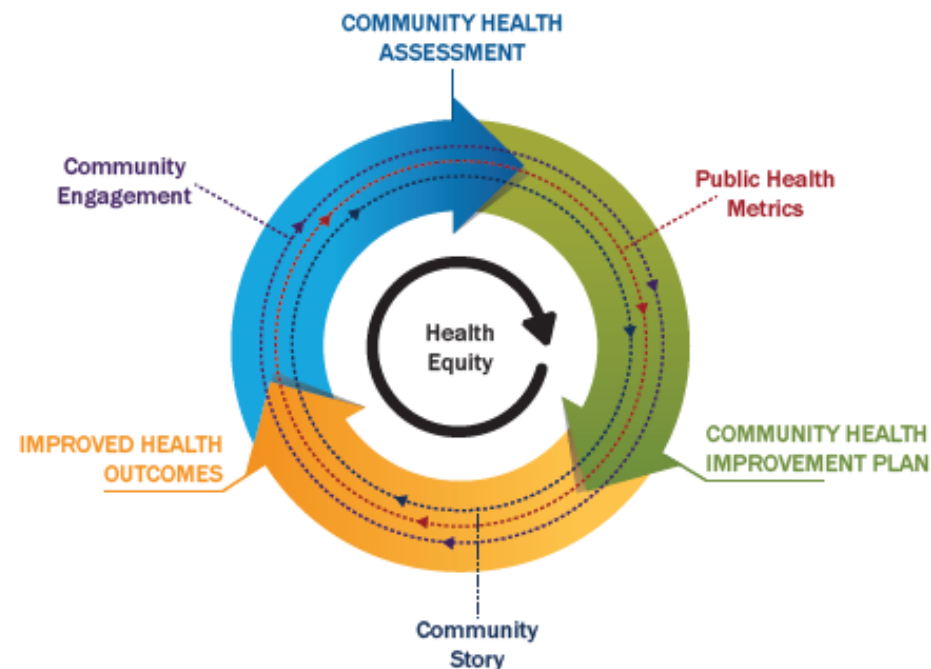 COMMUNITY HEALTH
ASSESSMENT
Community
Engagement
Public Health
Metrics
Health
Equity
IMPROVED HEALTH
OUTCOMES
COMMUNITY HEALTH
IMPROVEMENT PLAN
Community
Story